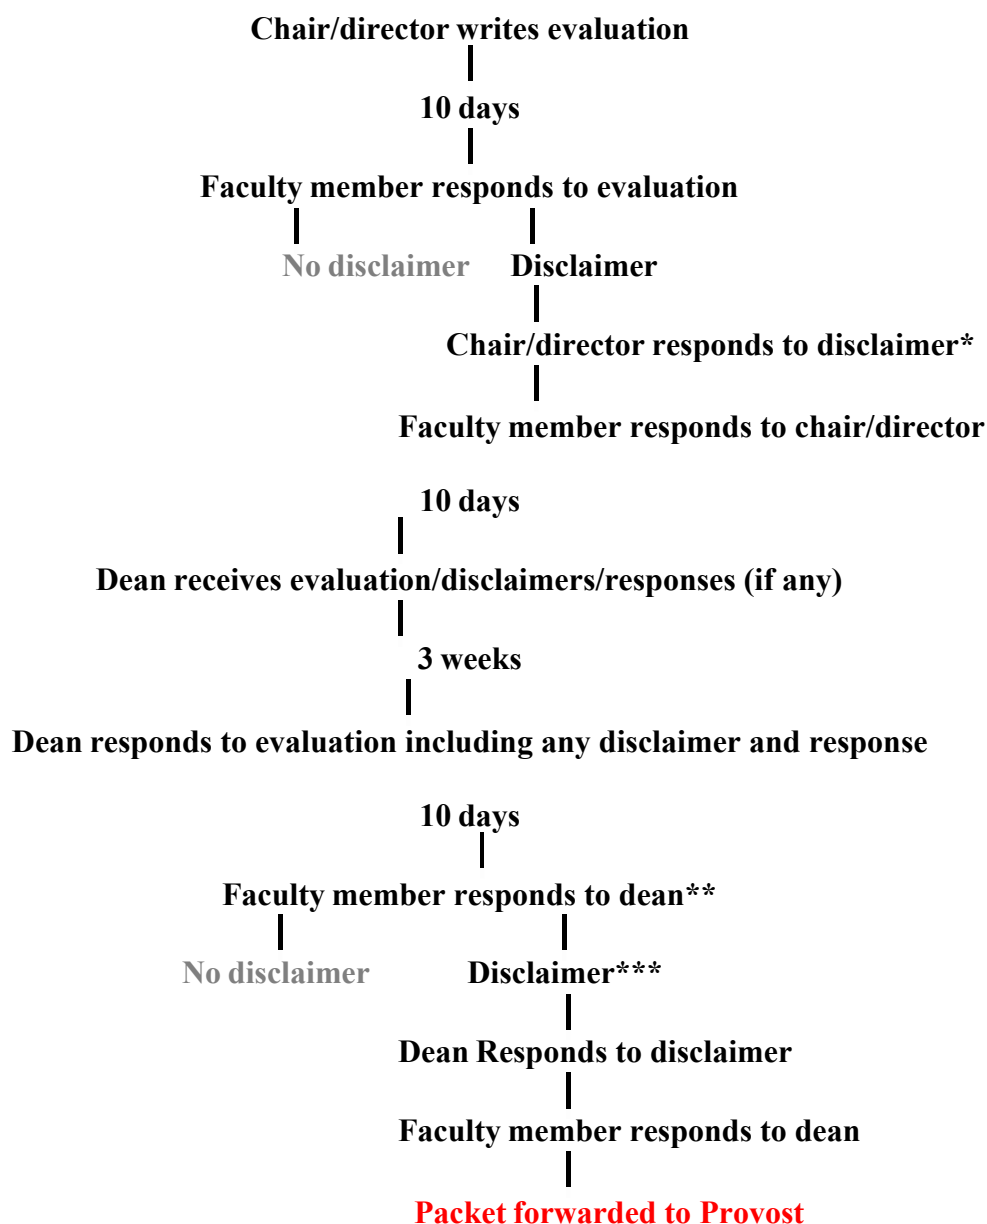 Chair/director writes evaluation
10 days
Faculty member responds to evaluation
No disclaimer Disclaimer
Chair/director responds to disclaimer*
Faculty member responds to chair/director
10 days
Dean receives evaluation/disclaimers/responses (if any)
3 weeks
Dean responds to evaluation including any disclaimer and response
10 days
Faculty member responds to dean**
No disclaimer Disclaimer***
Dean Responds to disclaimer
Faculty member responds to dean
Packet forwarded to Provost